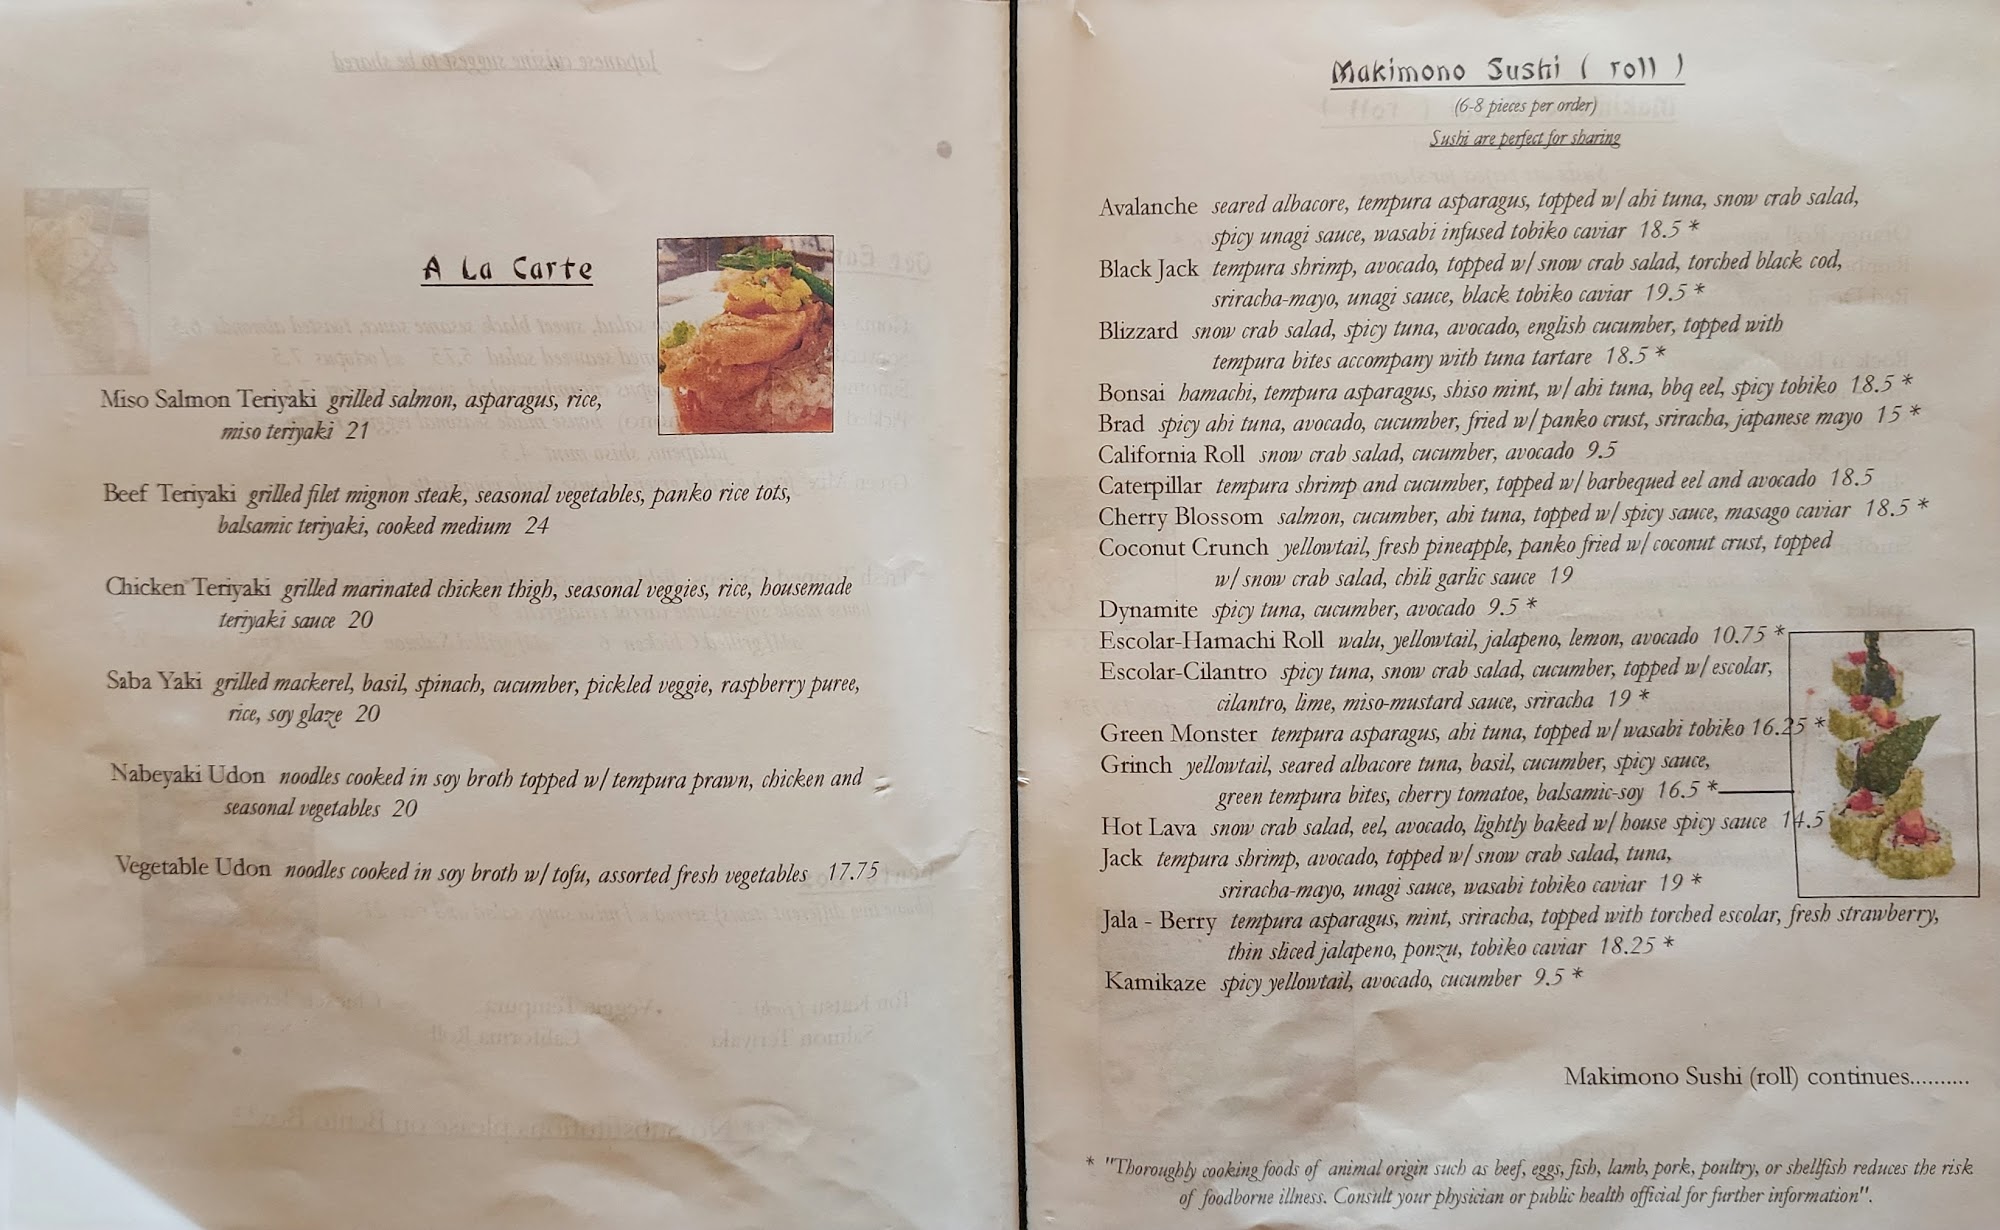 A La Carte
Miso Salmon Teriyaki grilled salmon, asparagus, rice,
miso teriyaki 21
Beef Teriyaki grilled filet mignon steak, seasonal vegetables, panko rice tots,
balsamic teriyaki, cooked medium 24
Chicken Teriyaki grilled marinated chicken thigh, seasonal veggies, rice, housemade
teriyaki sauce 20
Saba Yaki grilled mackerel, basil, spinach, cucumber, pickled veggie, raspberry puree,
rice, soy glaze 20
Nabeyaki Udon noodles cooked in soy broth topped w/ tempura prawn, chicken and
seasonal vegetables 20
Vegetable Udon noodles cooked in soy broth w/ tofu, assorted fresh vegetables 17.75
Makimono Sushi ( roll )
(6-8 pieces per order)
Sushi are perfect for sharing
Avalanche seared albacore, tempura asparagus, topped w/ ahi tuna, snow crab salad,
spicy unagi sauce, wasabi infused tobiko caviar 18.5 *
Black Jack tempura shrimp, avocado, topped w/ snow crab salad, torched black cod,
sriracha-mayo, unagi sauce, black tobiko caviar 19.5 *
Blizzard snow crab salad, spicy tuna, avocado, english cucumber, topped with
tempura bites accompany with tuna tartare 18.5 *
Bonsai hamachi, tempura asparagus, shiso mint, w/ ahi tuna, bbq eel, spicy tobiko 18.5 *
Brad spicy ahi tuna, avocado, cucumber, fried w/ panko crust, sriracha, japanese mayo 15 *
California Roll snow crab salad, cucumber, avocado 9.5
Caterpillar tempura shrimp and cucumber, topped w/ barbequed eel and avocado 18.5
Cherry Blossom salmon, cucumber, ahi tuna, topped w/ spicy sauce, masago caviar 18.5 *
Coconut Crunch yellowtail, fresh pineapple, panko fried w/ coconut crust, topped
w/ snow crab salad, chili garlic sauce 19
Dynamite spicy tuna, cucumber, avocado 9.5 *
Escolar-Hamachi Roll walu, yellowtail, jalapeno, lemon, avocado 10.75 *
Escolar-Cilantro spicy tuna, snow crab salad, cucumber, topped w/ escolar,
cilantro, lime, miso-mustard sauce, sriracha 19 *
Green Monster tempura asparagus, ahi tuna, topped w/ wasabi tobiko 16.25 *
Grinch yellowtail, seared albacore tuna, basil, cucumber, spicy sauce,
green tempura bites, cherry tomatoe, balsamic-soy 16.5 *
Hot Lava snow crab salad, eel, avocado, lightly baked w/ house spicy sauce 14.5
Jack tempura shrimp, avocado, topped w/ snow crab salad, tuna,
sriracha-mayo, unagi sauce, wasabi tobiko caviar 19 *
Jala - Berry tempura asparagus, mint, sriracha, topped with torched escolar, fresh strawberry,
thin sliced jalapeno, ponzu, tobiko caviar 18.25 *
Kamikaze spicy yellowtail, avocado, cucumber 9.5 *
Makimono Sushi (roll) continues..........
* "Thoroughly cooking foods of animal origin such as beef, eggs, fish, lamb, pork, poultry, or shellfish reduces the risk
of foodborne illness. Consult your physician or public health official for further information".